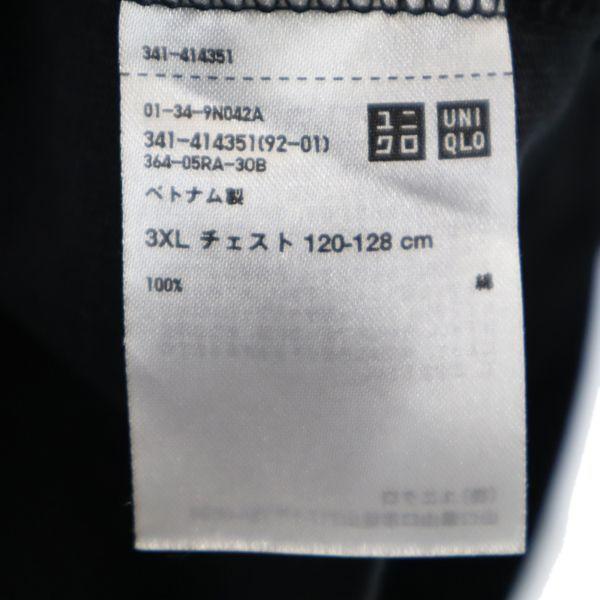 341-414351
01-34-9N042A
341-414351(92-01)
364-05RA-30B
ユニ
クロ
UNI
QLO
ベトナム製
3XL チェスト 120-128 cm
100% 綿